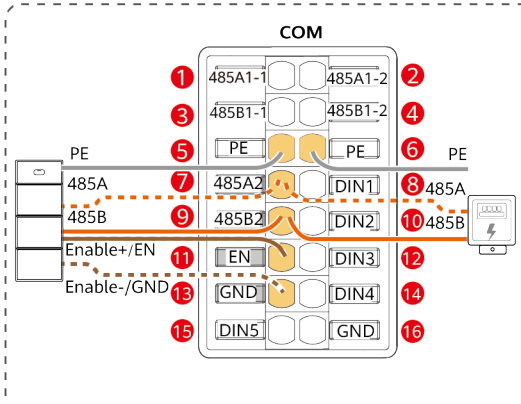 COM
1 485A1-1 485A1-2 2
3 485B1-1 485B1-2 4
PE 5 PE PE 6 PE
485A 7 485A2 DIN1 8 485A
485B 9 485B2 DIN2 10 485B
Enable+/EN 11 EN DIN3 12
Enable-/GND 13 GND DIN4 14
15 DIN5 GND 16